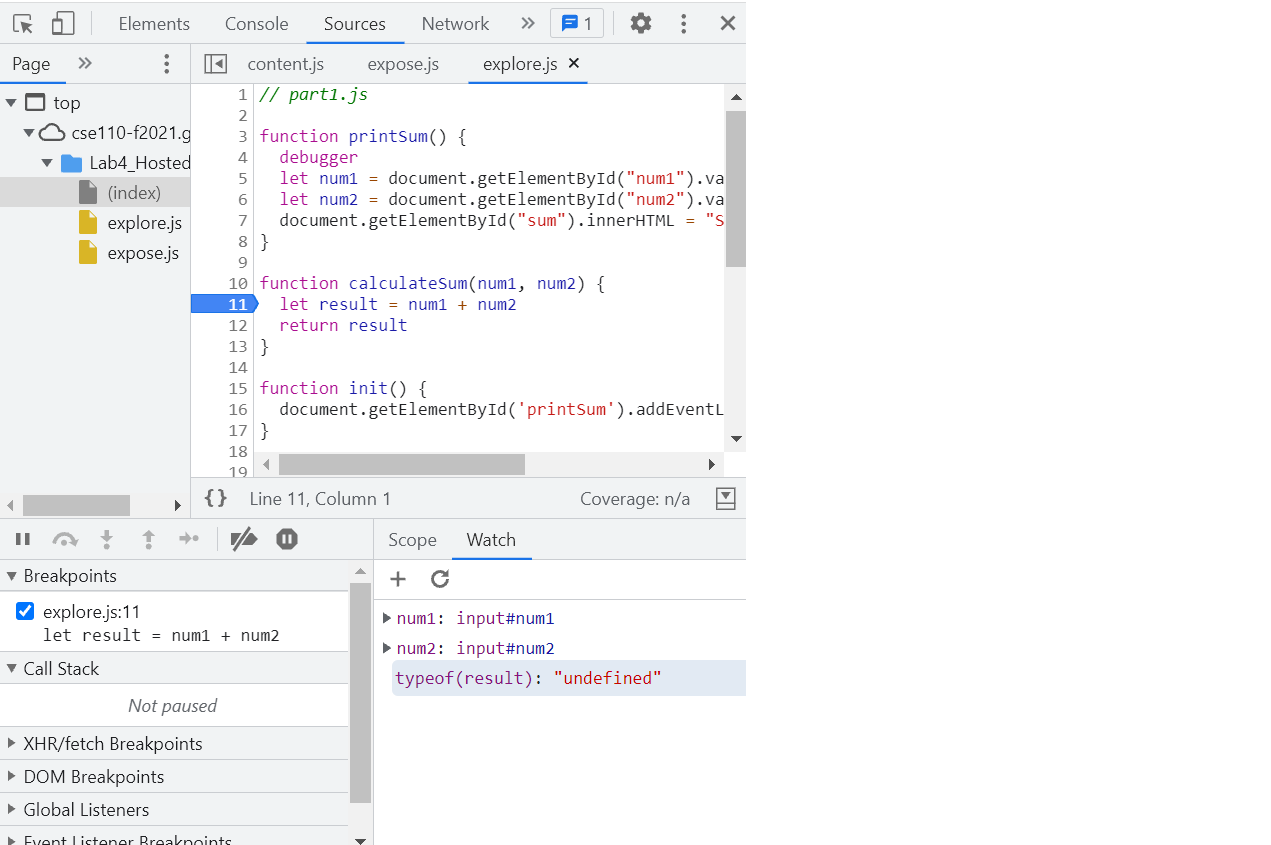 Elements Console Sources Network » 1
Page » content.js expose.js explore.js ×
top
cse110-f2021.g
Lab4_Hosted
(index)
explore.js
expose.js
1 // part1.js
2
3 function printSum() {
4 debugger
5 let num1 = document.getElementById("num1").va
6 let num2 = document.getElementById("num2").va
7 document.getElementById("sum").innerHTML = "S
8 }
9
10 function calculateSum(num1, num2) {
11 let result = num1 + num2
12 return result
13 }
14
15 function init() {
16 document.getElementById('printSum').addEventL
17 }
18
19
{} Line 11, Column 1 Coverage: n/a
Scope Watch
Breakpoints
explore.js:11
let result = num1 + num2
Call Stack
Not paused
XHR/fetch Breakpoints
DOM Breakpoints
Global Listeners
Event Listener Breakpoints
num1: input#num1
num2: input#num2
typeof(result): "undefined"